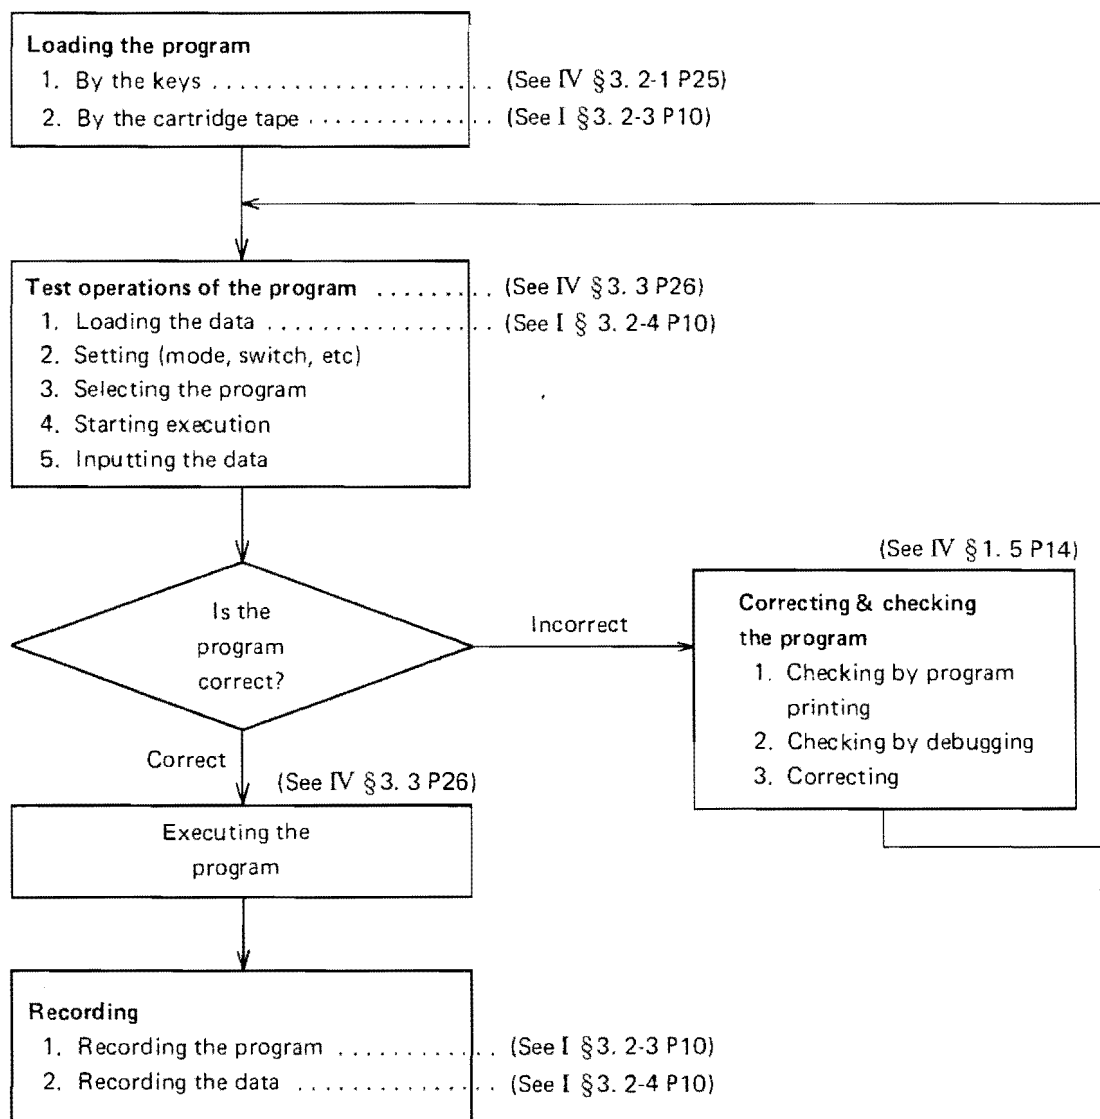 Loading the program
1. By the keys ...................... (See IV §3. 2-1 P25)
2. By the cartridge tape .............. (See I §3. 2-3 P10)
Test operations of the program ......... (See IV §3. 3 P26)
1. Loading the data ................. (See I § 3. 2-4 P10)
2. Setting (mode, switch, etc)
3. Selecting the program
4. Starting execution
5. Inputting the data
Is the
program
correct?
Incorrect
(See IV §1. 5 P14)
Correcting & checking
the program
1. Checking by program
printing
2. Checking by debugging
3. Correcting
Correct
(See IV §3. 3 P26)
Executing the
program
Recording
1. Recording the program ............ (See I §3. 2-3 P10)
2. Recording the data ............... (See I §3. 2-4 P10)